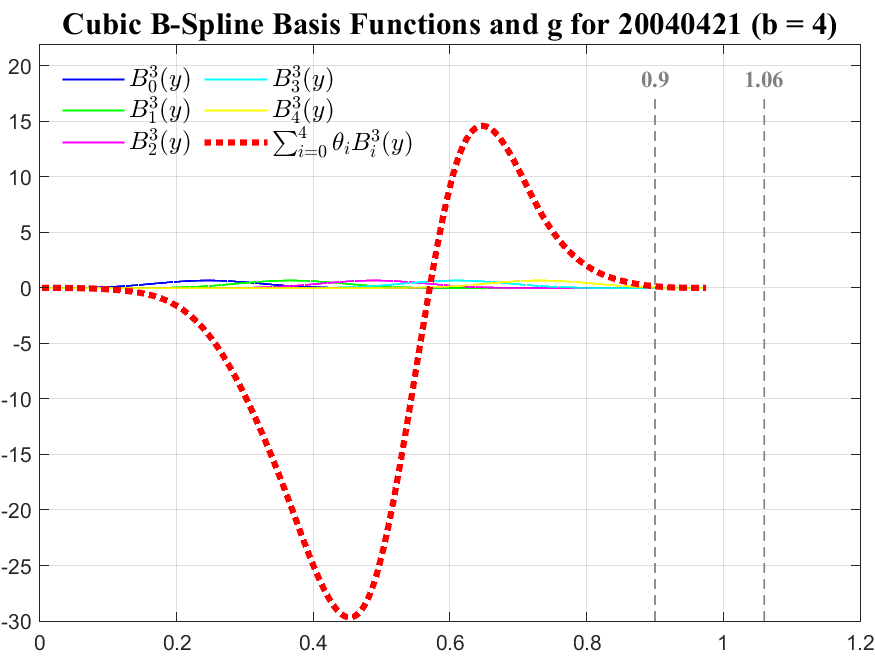 Cubic B-Spline Basis Functions and g for 20040421 (b = 4)
B_0^3(y) B_3^3(y)
B_1^3(y) B_4^3(y)
B_2^3(y) ∑_{i=0}^4 θ_i B_i^3(y)
0.9 1.06
20
15
10
5
0
-5
-10
-15
-20
-25
-30
0 0.2 0.4 0.6 0.8 1 1.2